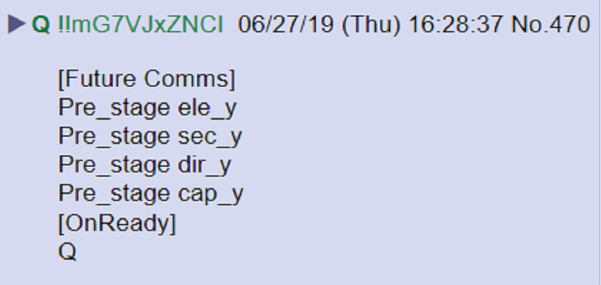 ▶ Q !!mG7VJxZNCI 06/27/19 (Thu) 16:28:37 No.470
[Future Comms]
Pre_stage ele_y
Pre_stage sec_y
Pre_stage dir_y
Pre_stage cap_y
[OnReady]
Q